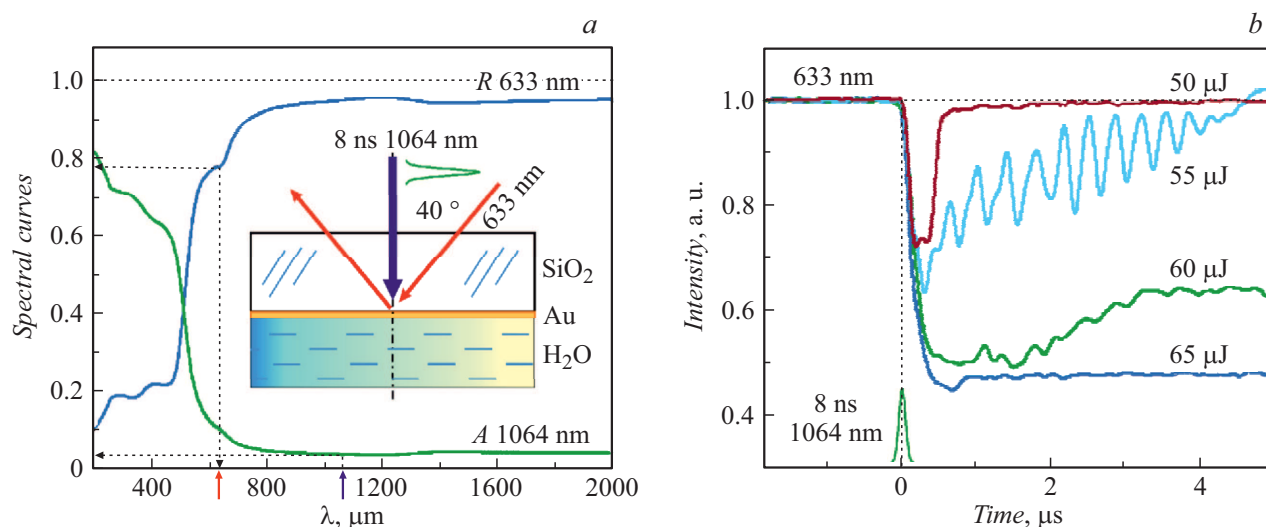 a
Spectral curves
1.0
0.8
0.6
0.4
0.2
0
R 633 nm
8 ns 1064 nm
40 °
633 nm
SiO₂
Au
H₂O
A 1064 nm
400 800 1200 1600 2000
λ, μm
b
Intensity, a. u.
1.0
0.8
0.6
0.4
633 nm
50 μJ
55 μJ
60 μJ
65 μJ
8 ns
1064 nm
0 2 4
Time, μs